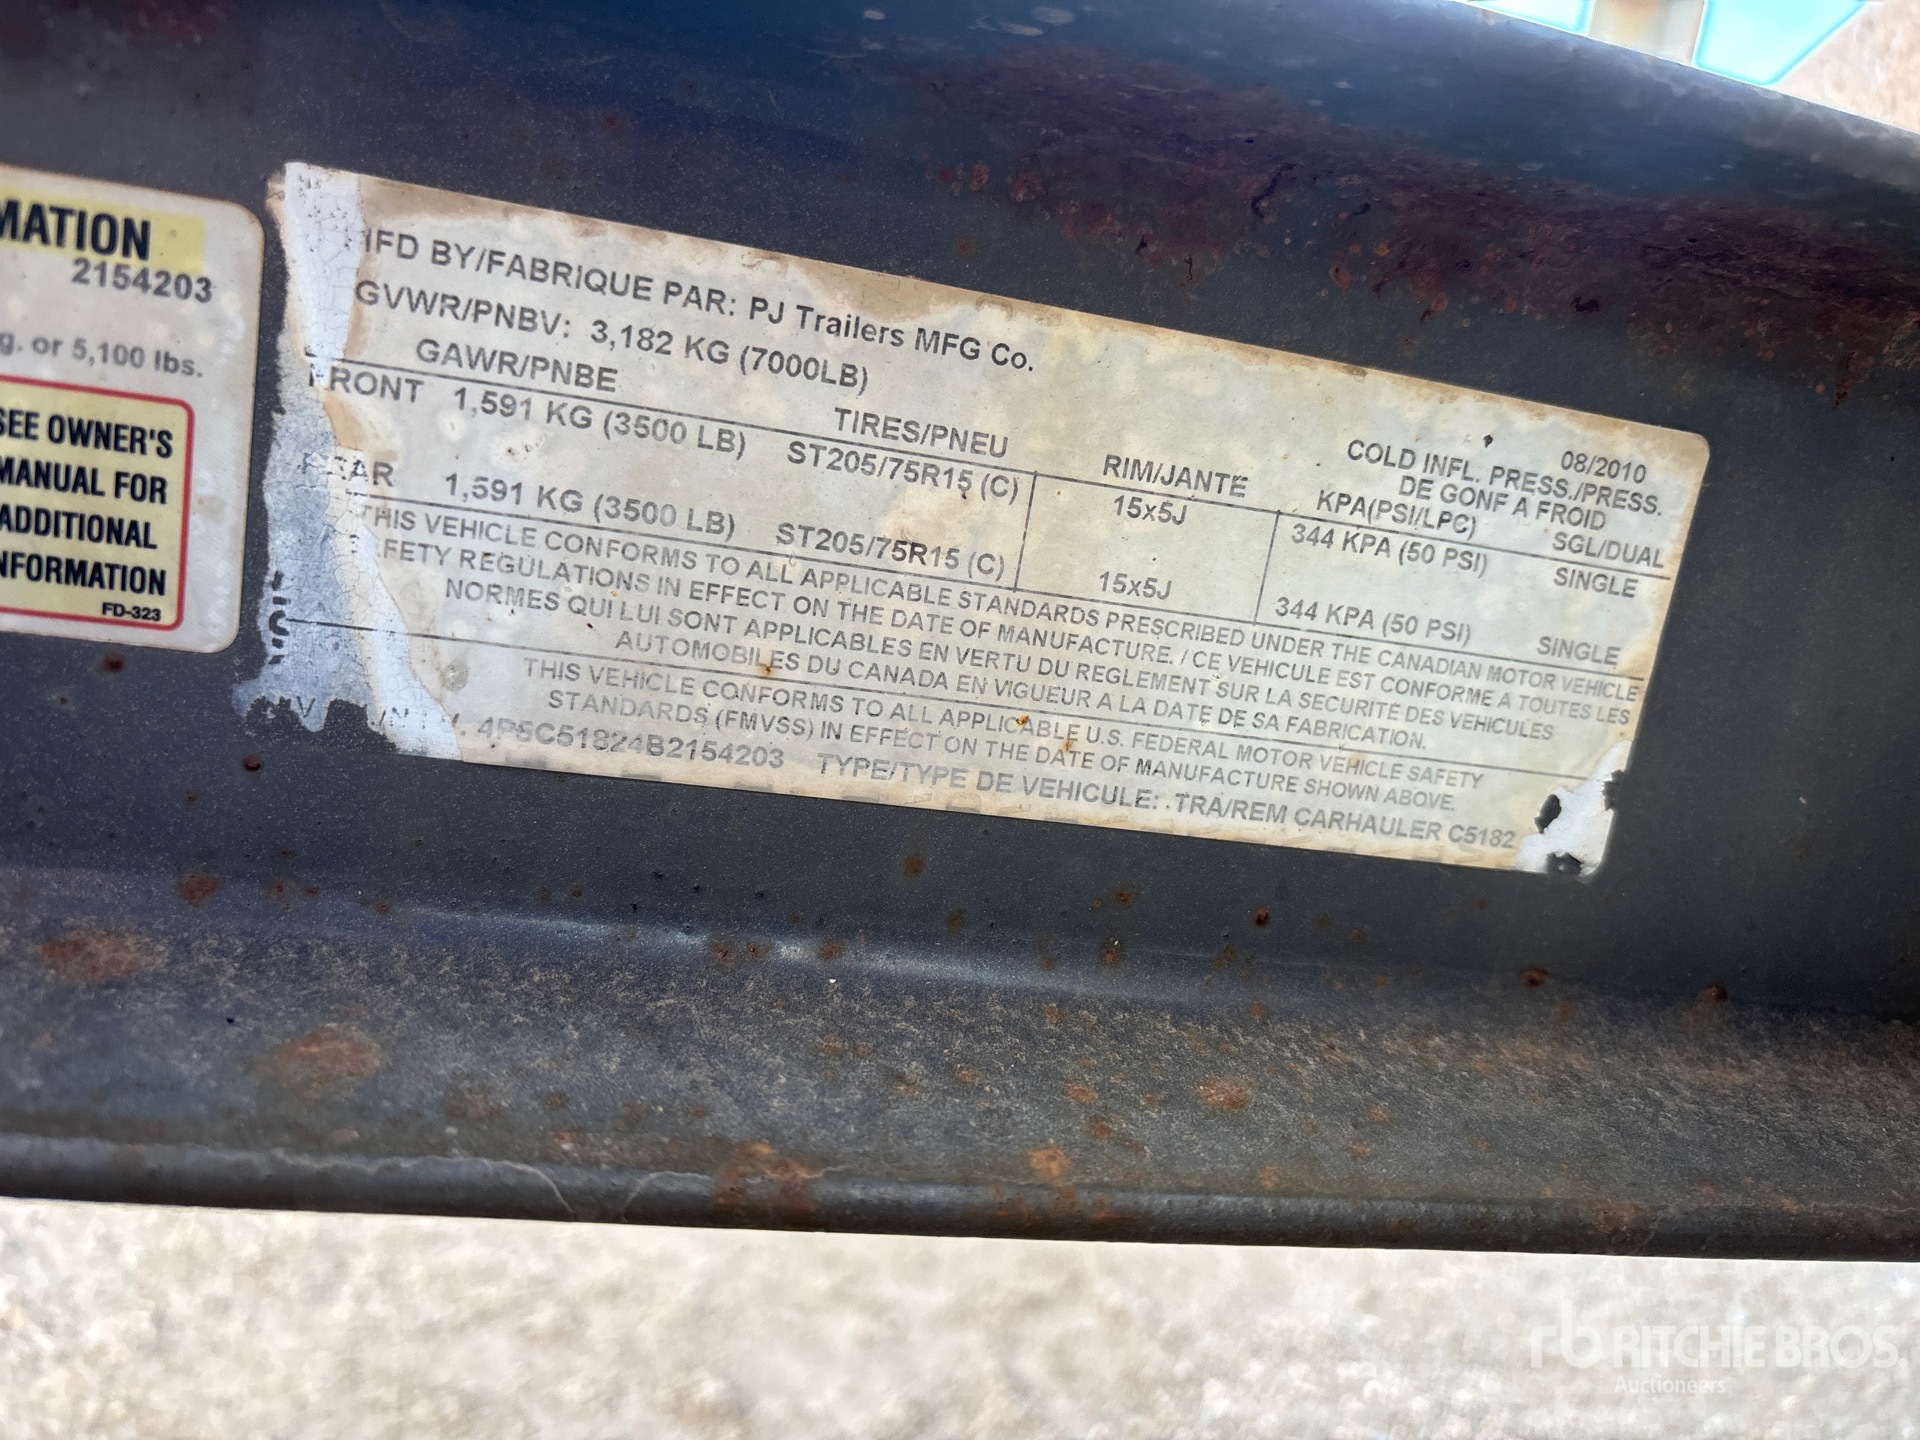 MATION
2154203
g. or 5,100 lbs.
SEE OWNER'S
MANUAL FOR
ADDITIONAL
INFORMATION
FD-323
MFD BY/FABRIQUE PAR: PJ Trailers MFG Co.
08/2010
GVWR/PNBV: 3,182 KG (7000LB)
COLD INFL. PRESS./PRESS.
DE GONF A FROID
GAWR/PNBE TIRES/PNEU RIM/JANTE KPA(PSI/LPC) SGL/DUAL
FRONT 1,591 KG (3500 LB) ST205/75R15 (C) 15x5J 344 KPA (50 PSI) SINGLE
REAR 1,591 KG (3500 LB) ST205/75R15 (C) 15x5J 344 KPA (50 PSI) SINGLE
THIS VEHICLE CONFORMS TO ALL APPLICABLE STANDARDS PRESCRIBED UNDER THE CANADIAN MOTOR VEHICLE
SAFETY REGULATIONS IN EFFECT ON THE DATE OF MANUFACTURE. / CE VEHICULE EST CONFORME A TOUTES LES
NORMES QUI LUI SONT APPLICABLES EN VERTU DU REGLEMENT SUR LA SECURITE DES VEHICULES
AUTOMOBILES DU CANADA EN VIGUEUR A LA DATE DE SA FABRICATION.
THIS VEHICLE CONFORMS TO ALL APPLICABLE U.S. FEDERAL MOTOR VEHICLE SAFETY
STANDARDS (FMVSS) IN EFFECT ON THE DATE OF MANUFACTURE SHOWN ABOVE.
4P5C51824B2154203 TYPE/TYPE DE VEHICULE: TRA/REM CARHAULER C5182
rb RITCHIE BROS.
Auctioneers